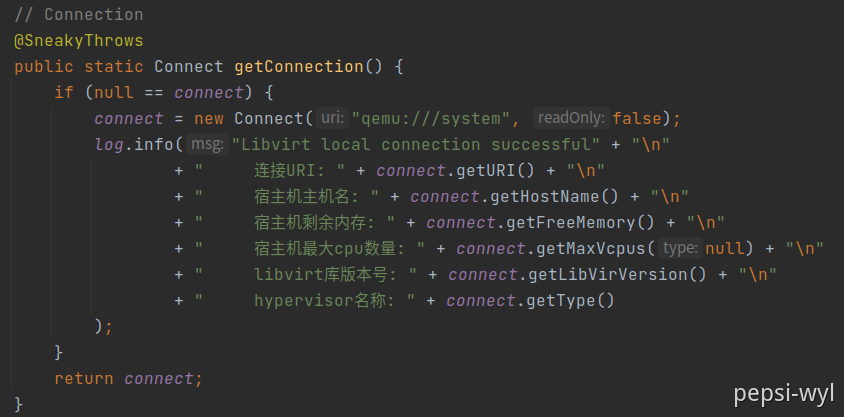 // Connection
@SneakyThrows
public static Connect getConnection() {
    if (null == connect) {
        connect = new Connect( uri: "qemu:///system", readOnly: false);
        log.info( msg: "Libvirt local connection successful" + "\n"
                + "     连接URI: " + connect.getURI() + "\n"
                + "     宿主机主机名: " + connect.getHostName() + "\n"
                + "     宿主机剩余内存: " + connect.getFreeMemory() + "\n"
                + "     宿主机最大cpu数量: " + connect.getMaxVcpus( type: null) + "\n"
                + "     libvirt库版本号: " + connect.getLibVirVersion() + "\n"
                + "     hypervisor名称: " + connect.getType()
        );
    }
    return connect;
}
pepsi-wyl